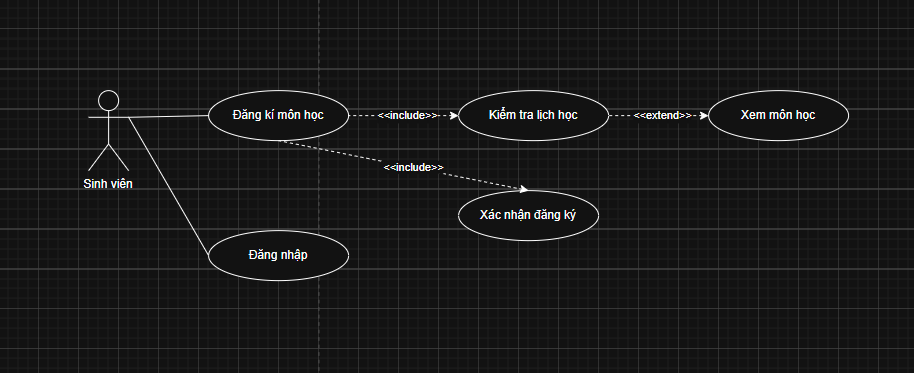 Đăng kí môn học
<<include>>
Kiểm tra lịch học
<<extend>>
Xem môn học
<<include>>
Sinh viên
Xác nhận đăng ký
Đăng nhập